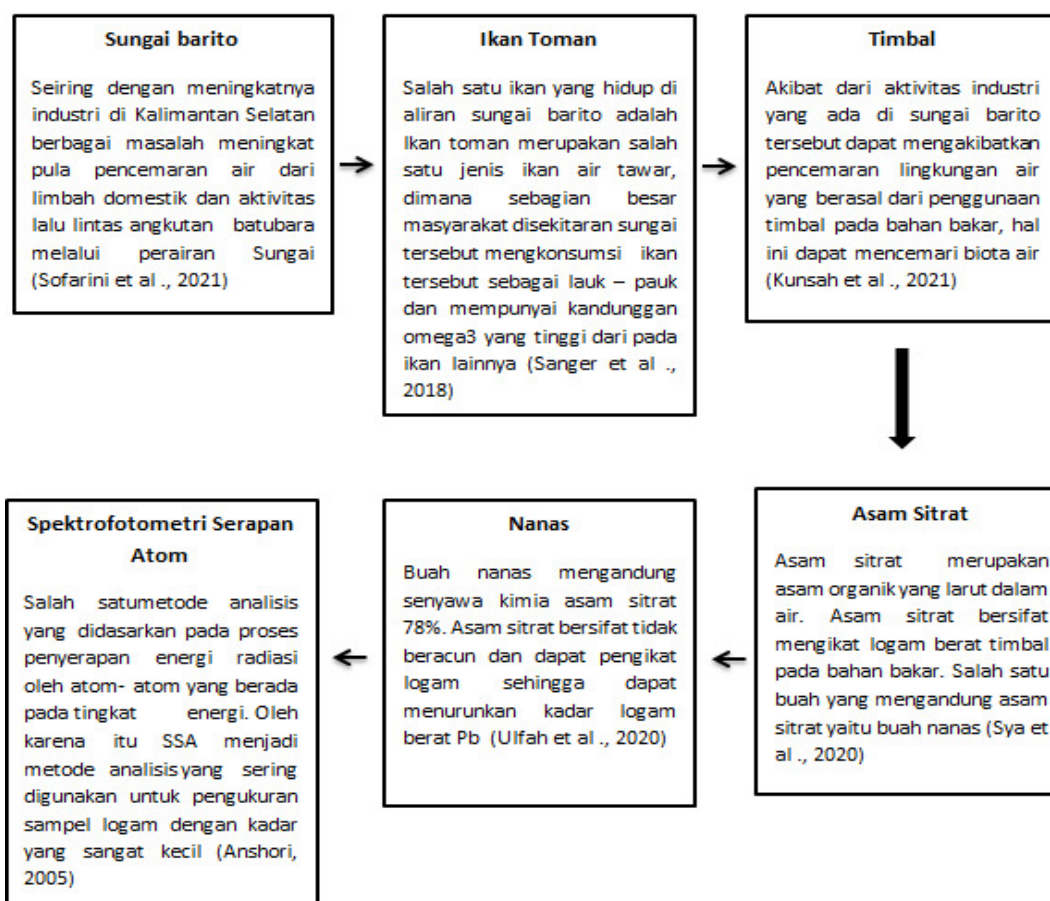 Sungai barito
Seiring dengan meningkatnya
industri di Kalimantan Selatan
berbagai masalah meningkat
pula pencemaran air dari
limbah domestik dan aktivitas
lalu lintas angkutan batubara
melalui perairan Sungai
(Sofarini et al ., 2021)
Ikan Toman
Salah satu ikan yang hidup di
aliran sungai barito adalah
Ikan toman merupakan salah
satu jenis ikan air tawar,
dimana sebagian besar
masyarakat disekitaran sungai
tersebut mengkonsumsi ikan
tersebut sebagai lauk – pauk
dan mempunyai kandunggan
omega3 yang tinggi dari pada
ikan lainnya (Sanger et al .,
2018)
Timbal
Akibat dari aktivitas industri
yang ada di sungai barito
tersebut dapat mengakibatkan
pencemaran lingkungan air
yang berasal dari penggunaan
timbal pada bahan bakar, hal
ini dapat mencemari biota air
(Kunsah et al ., 2021)
Asam Sitrat
Asam sitrat merupakan
asam organik yang larut dalam
air. Asam sitrat bersifat
mengikat logam berat timbal
pada bahan bakar. Salah satu
buah yang mengandung asam
sitrat yaitu buah nanas (Sya et
al ., 2020)
Nanas
Buah nanas mengandung
senyawa kimia asam sitrat
78%. Asam sitrat bersifat tidak
beracun dan dapat pengikat
logam sehingga dapat
menurunkan kadar logam
berat Pb (Ulfah et al ., 2020)
Spektrofotometri Serapan
Atom
Salah satumetode analisis
yang didasarkan pada proses
penyerapan energi radiasi
oleh atom- atom yang berada
pada tingkat energi. Oleh
karena itu SSA menjadi
metode analisis yang sering
digunakan untuk pengukuran
sampel logam dengan kadar
yang sangat kecil (Anshori,
2005)